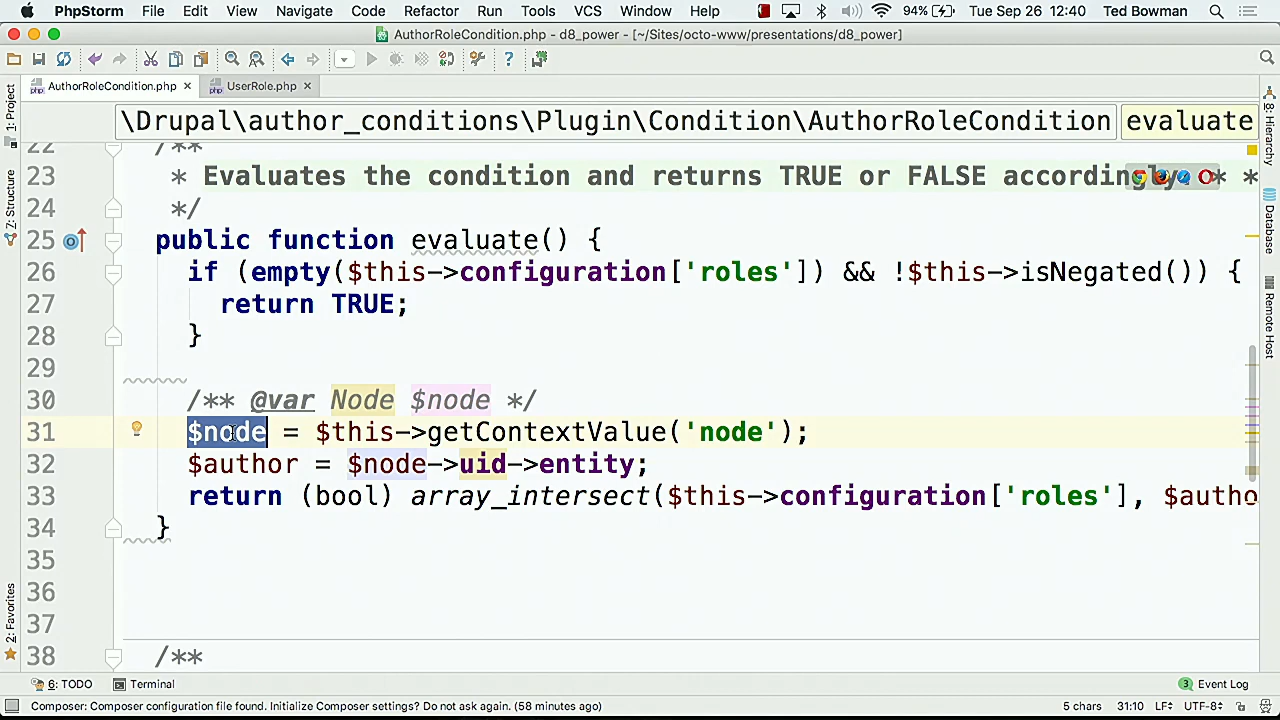 PhpStorm File Edit View Navigate Code Refactor Run Tools VCS Window Help 94% Tue Sep 26 12:40 Ted Bowman
AuthorRoleCondition.php - d8_power - [~/Sites/octo-www/presentations/d8_power]
AuthorRoleCondition.php × UserRole.php ×
\Drupal\author_conditions\Plugin\Condition\AuthorRoleCondition evaluate
22 /**
23 * Evaluates the condition and returns TRUE or FALSE accordingly * *
24 */
25 public function evaluate() {
26 if (empty($this->configuration['roles']) && !$this->isNegated()) {
27 return TRUE;
28 }
29
30 /** @var Node $node */
31 $node = $this->getContextValue('node');
32 $author = $node->uid->entity;
33 return (bool) array_intersect($this->configuration['roles'], $autho
34 }
35
36
37
38 /**
1: Project
7: Structure
2: Favorites
8: Hierarchy
Database
Remote Host
6: TODO Terminal 3 Event Log
Composer: Composer configuration file found. Initialize Composer settings? Do not ask again. (58 minutes ago) 5 chars 31:10 LF÷ UTF-8÷